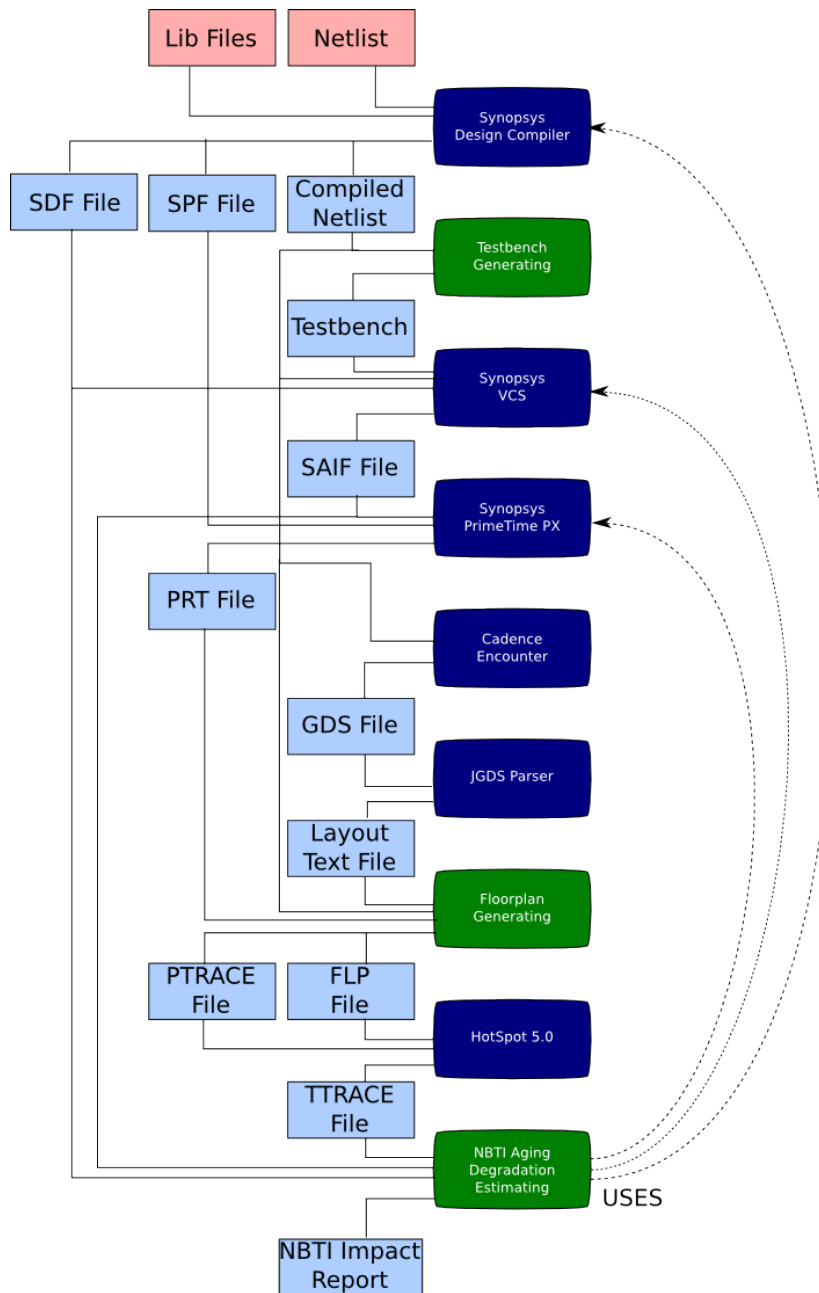 Lib Files
Netlist
Synopsys
Design Compiler
SDF File
SPF File
Compiled
Netlist
Testbench
Generating
Testbench
Synopsys
VCS
SAIF File
Synopsys
PrimeTime PX
PRT File
Cadence
Encounter
GDS File
JGDS Parser
Layout
Text File
Floorplan
Generating
PTRACE
File
FLP
File
HotSpot 5.0
TTRACE
File
NBTI Aging
Degradation
Estimating
USES
NBTI Impact
Report